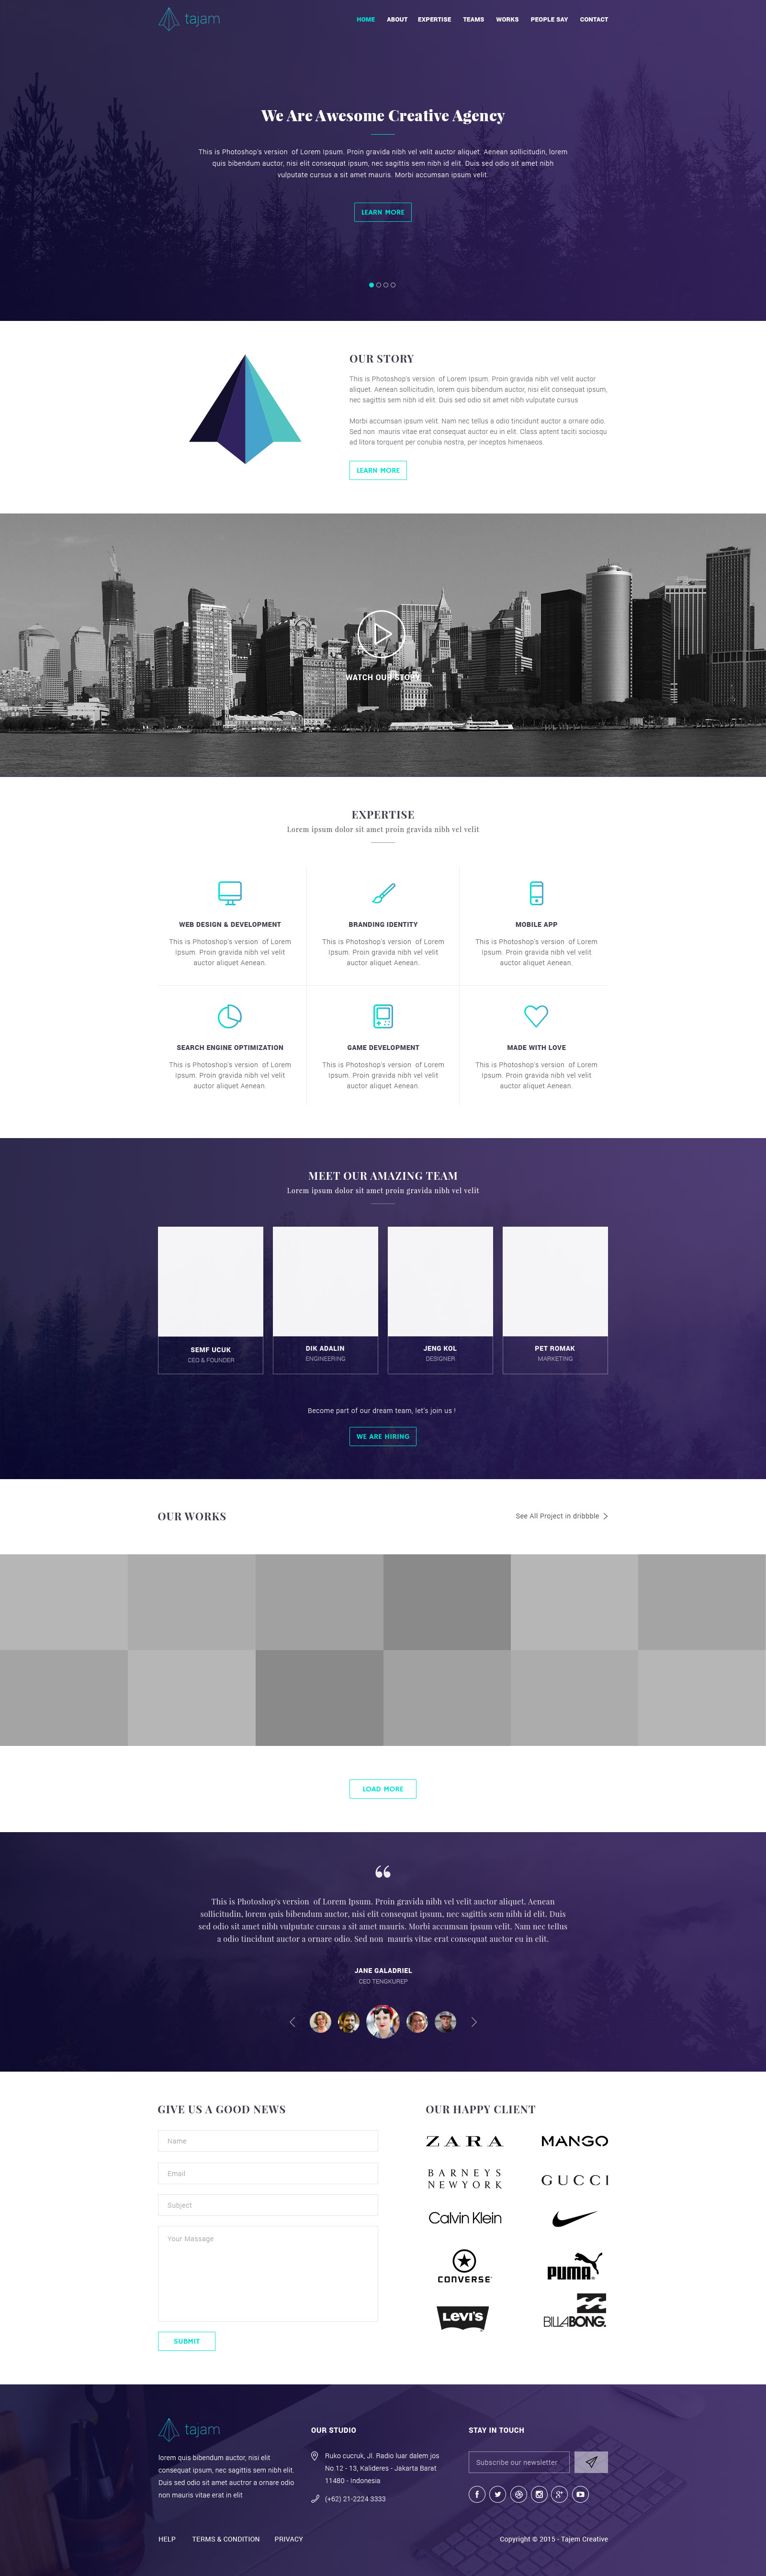 tajam
HOME ABOUT EXPERTISE TEAMS WORKS PEOPLE SAY CONTACT
We Are Awesome Creative Agency
This is Photoshop's version of Lorem Ipsum. Proin gravida nibh vel velit auctor aliquet. Aenean sollicitudin, lorem
quis bibendum auctor, nisi elit consequat ipsum, nec sagittis sem nibh id elit. Duis sed odio sit amet nibh
vulputate cursus a sit amet mauris. Morbi accumsan ipsum velit.
LEARN MORE
OUR STORY
This is Photoshop's version of Lorem Ipsum. Proin gravida nibh vel velit auctor
aliquet. Aenean sollicitudin, lorem quis bibendum auctor, nisi elit consequat ipsum,
nec sagittis sem nibh id elit. Duis sed odio sit amet nibh vulputate cursus
Morbi accumsan ipsum velit. Nam nec tellus a odio tincidunt auctor a ornare odio.
Sed non mauris vitae erat consequat auctor eu in elit. Class aptent taciti sociosqu
ad litora torquent per conubia nostra, per inceptos himenaeos.
LEARN MORE
WATCH OUR STORY
EXPERTISE
Lorem ipsum dolor sit amet proin gravida nibh vel velit
WEB DESIGN & DEVELOPMENT
This is Photoshop's version of Lorem
Ipsum. Proin gravida nibh vel velit
auctor aliquet Aenean.
BRANDING IDENTITY
This is Photoshop's version of Lorem
Ipsum. Proin gravida nibh vel velit
auctor aliquet Aenean.
MOBILE APP
This is Photoshop's version of Lorem
Ipsum. Proin gravida nibh vel velit
auctor aliquet Aenean.
SEARCH ENGINE OPTIMIZATION
This is Photoshop's version of Lorem
Ipsum. Proin gravida nibh vel velit
auctor aliquet Aenean.
GAME DEVELOPMENT
This is Photoshop's version of Lorem
Ipsum. Proin gravida nibh vel velit
auctor aliquet Aenean.
MADE WITH LOVE
This is Photoshop's version of Lorem
Ipsum. Proin gravida nibh vel velit
auctor aliquet Aenean.
MEET OUR AMAZING TEAM
Lorem ipsum dolor sit amet proin gravida nibh vel velit
SEMF UCUK
CEO & FOUNDER
DIK ADALIN
ENGINEERING
JENG KOL
DESIGNER
PET ROMAK
MARKETING
Become part of our dream team, let's join us !
WE ARE HIRING
OUR WORKS
See All Project in dribbble
LOAD MORE
“
This is Photoshop's version of Lorem Ipsum. Proin gravida nibh vel velit auctor aliquet. Aenean
sollicitudin, lorem quis bibendum auctor, nisi elit consequat ipsum, nec sagittis sem nibh id elit. Duis
sed odio sit amet nibh vulputate cursus a sit amet mauris. Morbi accumsan ipsum velit. Nam nec tellus
a odio tincidunt auctor a ornare odio. Sed non mauris vitae erat consequat auctor eu in elit.
JANE GALADRIEL
CEO TENGKUREP
GIVE US A GOOD NEWS
Name
Email
Subject
Your Massage
SUBMIT
OUR HAPPY CLIENT
ZARA
MANGO
BARNEYS
NEWYORK
GUCCI
Calvin Klein
CONVERSE
PUMA
LEVI'S
BILLABONG
tajam
lorem quis bibendum auctor, nisi elit
consequat ipsum, nec sagittis sem nibh elit.
Duis sed odio sit amet auctror a ornare odio
non mauris vitae erat in elit
OUR STUDIO
Ruko cucruk, Jl. Radio luar dalem jos
No.12 - 13, Kalideres - Jakarta Barat
11480 - Indonesia
(+62) 21-2224 3333
STAY IN TOUCH
Subscribe our newsletter
HELP TERMS & CONDITION PRIVACY
Copyright © 2015 - Tajem Creative